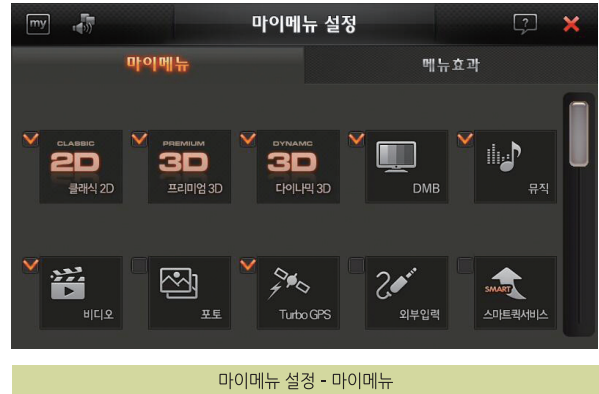 my 마이메뉴 설정 ?
마이메뉴 메뉴효과
CLASSIC PREMIUM DYNAMIC
2D 3D 3D
클래식 2D 프리미엄 3D 다이나믹 3D DMB 뮤직
SMART
비디오 포토 Turbo GPS 외부입력 스마트퀵서비스
마이메뉴 설정 - 마이메뉴